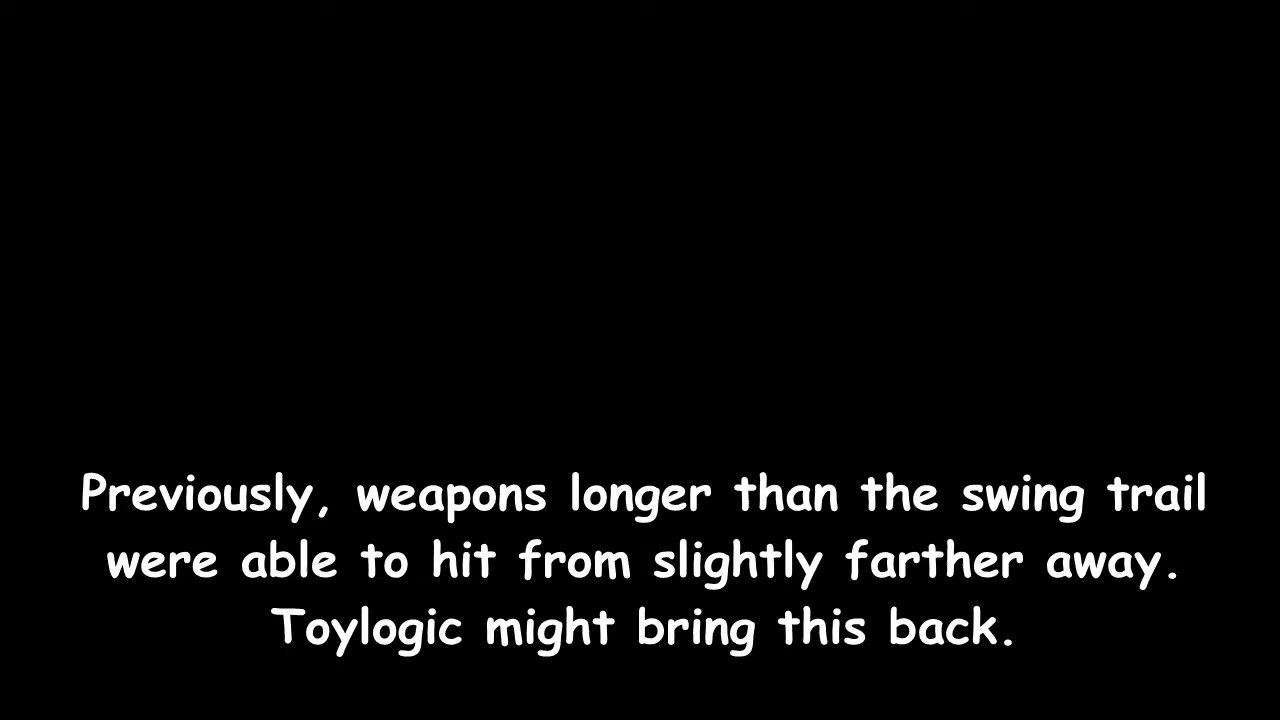 Previously, weapons longer than the swing trail
were able to hit from slightly farther away.
Toylogic might bring this back.